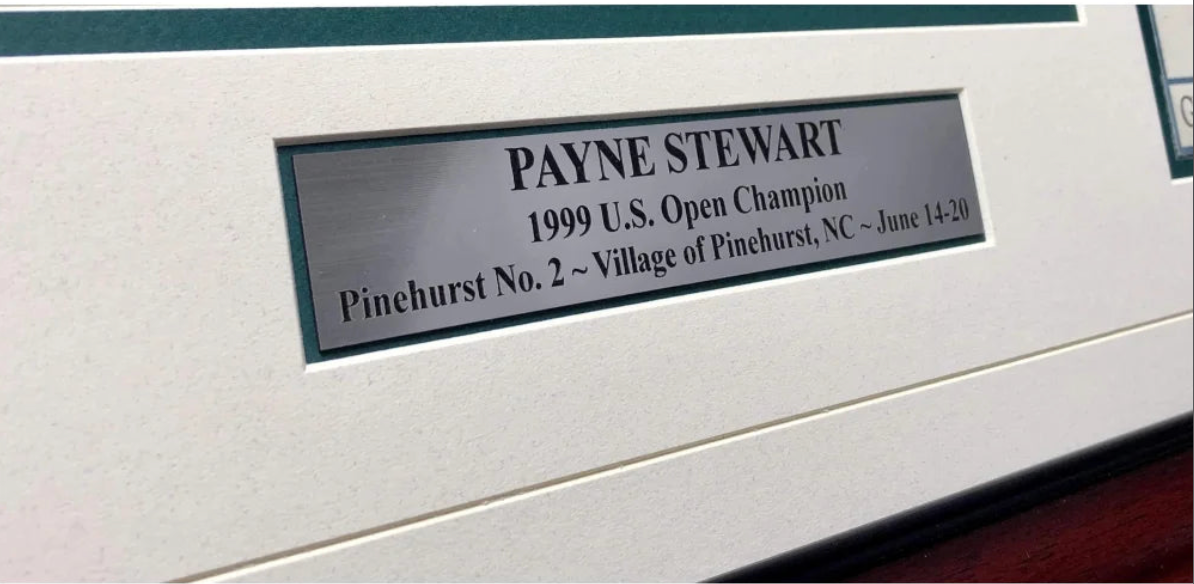 PAYNE STEWART
1999 U.S. Open Champion
Pinehurst No. 2 ~ Village of Pinehurst, NC ~ June 14-20